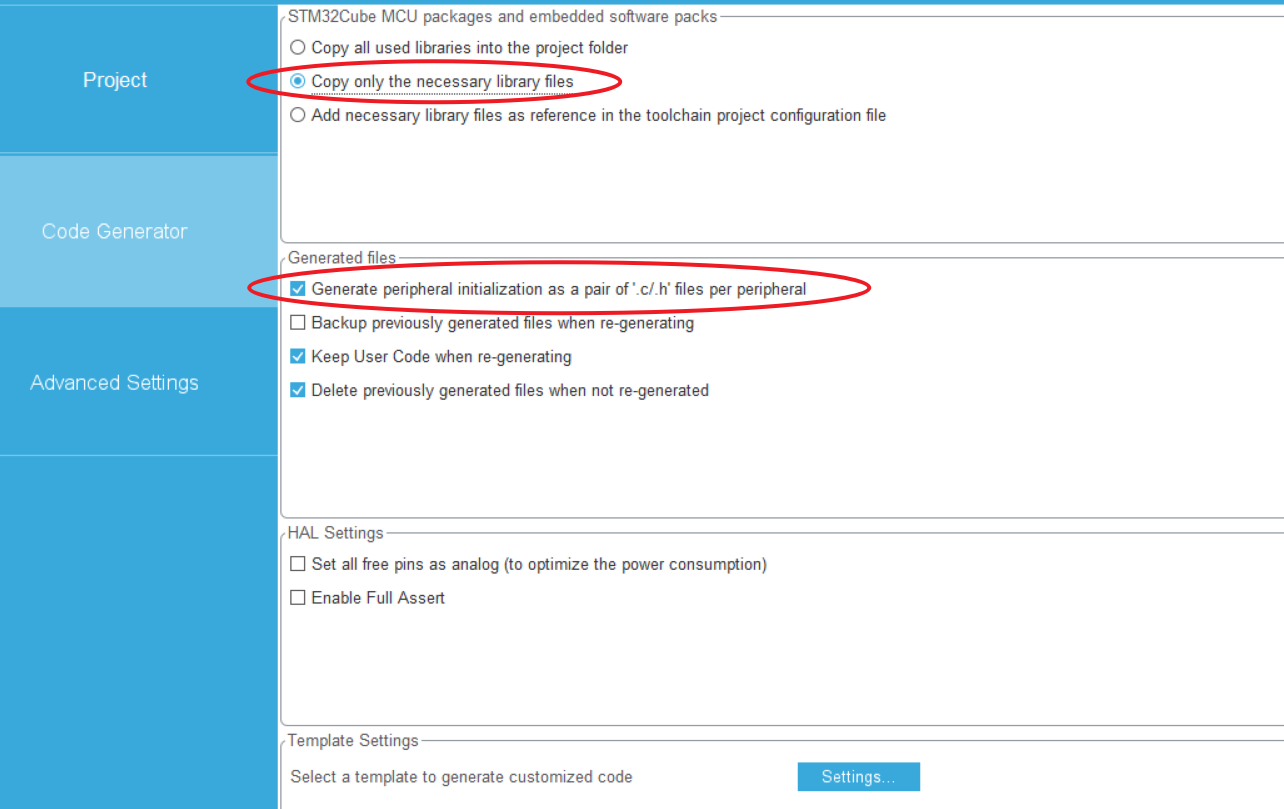 Project
Code Generator
Advanced Settings
STM32Cube MCU packages and embedded software packs
Copy all used libraries into the project folder
Copy only the necessary library files
Add necessary library files as reference in the toolchain project configuration file
Generated files
Generate peripheral initialization as a pair of '.c/.h' files per peripheral
Backup previously generated files when re-generating
Keep User Code when re-generating
Delete previously generated files when not re-generated
HAL Settings
Set all free pins as analog (to optimize the power consumption)
Enable Full Assert
Template Settings
Select a template to generate customized code
Settings...